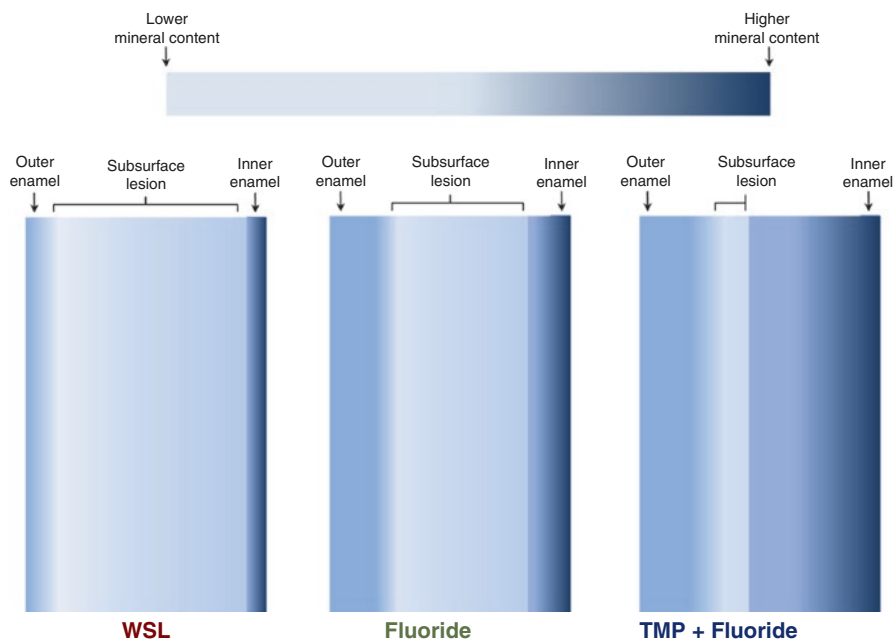 Lower
mineral content
Higher
mineral content
Outer
enamel
Subsurface
lesion
Inner
enamel
Outer
enamel
Subsurface
lesion
Inner
enamel
Outer
enamel
Subsurface
lesion
Inner
enamel
WSL
Fluoride
TMP + Fluoride